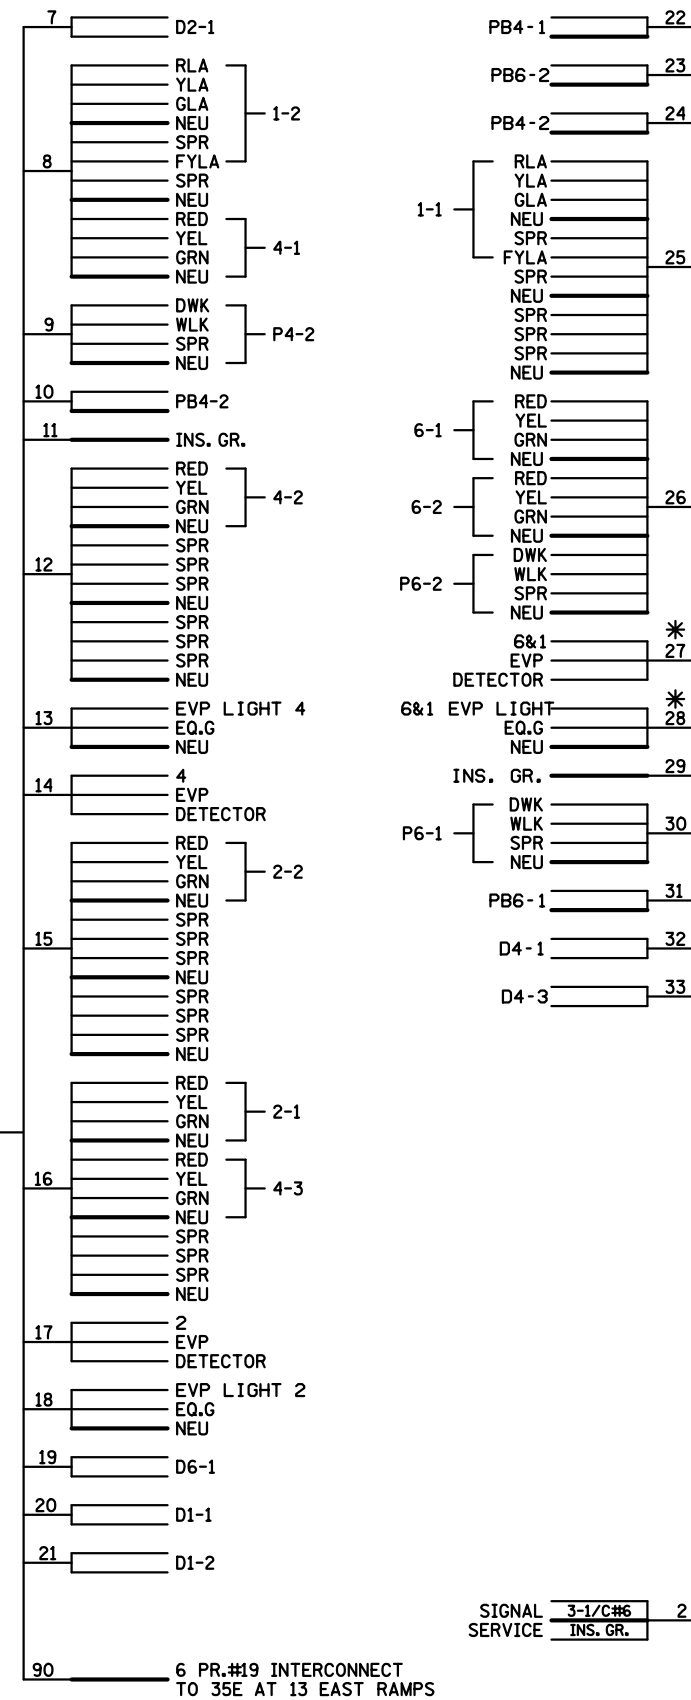 7
D2-1
8
RLA
YLA
GLA
NEU
SPR
FYLA
1-2
SPR
NEU
RED
YEL
GRN
NEU
4-1
9
DWK
WLK
SPR
NEU
P4-2
10
PB4-2
11
INS. GR.
12
RED
YEL
GRN
NEU
4-2
SPR
SPR
SPR
NEU
SPR
SPR
SPR
NEU
13
EVP LIGHT 4
EQ.G
NEU
14
4
EVP
DETECTOR
15
RED
YEL
GRN
NEU
2-2
SPR
SPR
SPR
NEU
SPR
SPR
SPR
NEU
16
RED
YEL
GRN
NEU
2-1
RED
YEL
GRN
NEU
4-3
SPR
SPR
SPR
NEU
17
2
EVP
DETECTOR
18
EVP LIGHT 2
EQ.G
NEU
19
D6-1
20
D1-1
21
D1-2
90
6 PR.#19 INTERCONNECT
TO 35E AT 13 EAST RAMPS
PB4-1
22
PB6-2
23
PB4-2
24
1-1
RLA
YLA
GLA
NEU
SPR
FYLA
SPR
NEU
SPR
SPR
SPR
NEU
25
6-1
RED
YEL
GRN
NEU
6-2
RED
YEL
GRN
NEU
P6-2
DWK
WLK
SPR
NEU
26
6&1
EVP
DETECTOR
*
27
6&1 EVP LIGHT
EQ.G
NEU
*
28
INS. GR.
29
P6-1
DWK
WLK
SPR
NEU
30
PB6-1
31
D4-1
32
D4-3
33
SIGNAL
SERVICE
3-1/C#6
INS. GR.
2